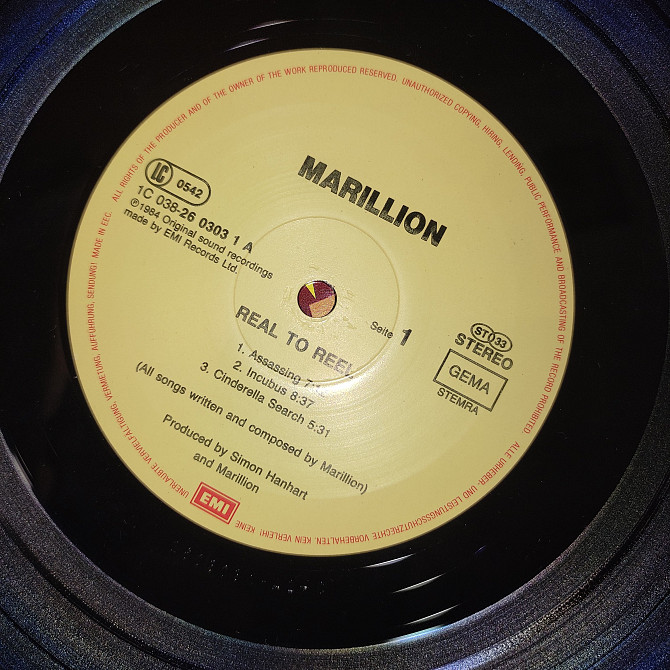 MARILLION
LC 0542
1C 038-26 0303 1 A
℗1984 Original sound recordings
made by EMI Records Ltd.
REAL TO REEL
Seite 1
ST 33
STEREO
GEMA
STEMRA
1. Assassing
2. Incubus 8:37
3. Cinderella Search 5:31
(All songs written and composed by Marillion)
Produced by Simon Hanhart
and Marillion
EMI
ALL RIGHTS OF THE PRODUCER AND OF THE OWNER OF THE WORK REPRODUCED RESERVED. UNAUTHORIZED COPYING, HIRING, LENDING, PUBLIC PERFORMANCE AND BROADCASTING OF THE RECORD PROHIBITED. ALLE URHEBER- UND LEISTUNGSSCHUTZRECHTE VORBEHALTEN. KEIN VERLEIH! KEINE UNERLAUBTE VERVIELFÄLTIGUNG, VERMIETUNG, AUFFÜHRUNG, SENDUNG! MADE IN EEC.